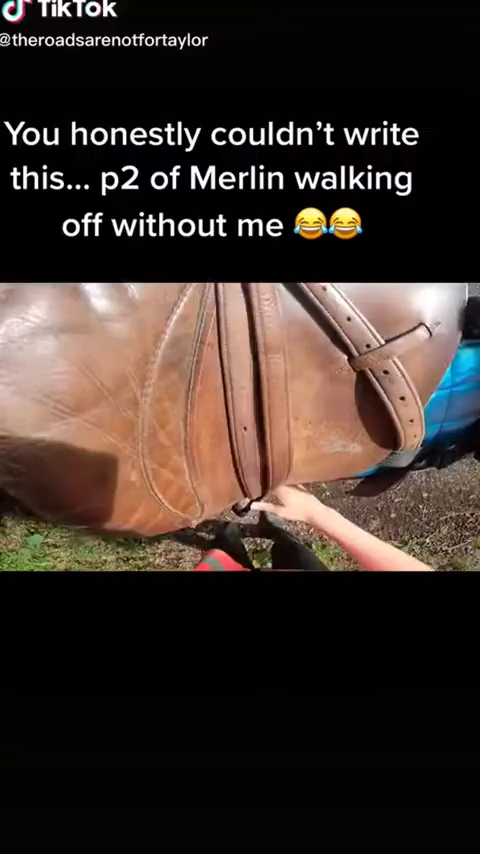 TikTok
@theroadsarenotfortaylor
You honestly couldn't write
this... p2 of Merlin walking
off without me 😂😂